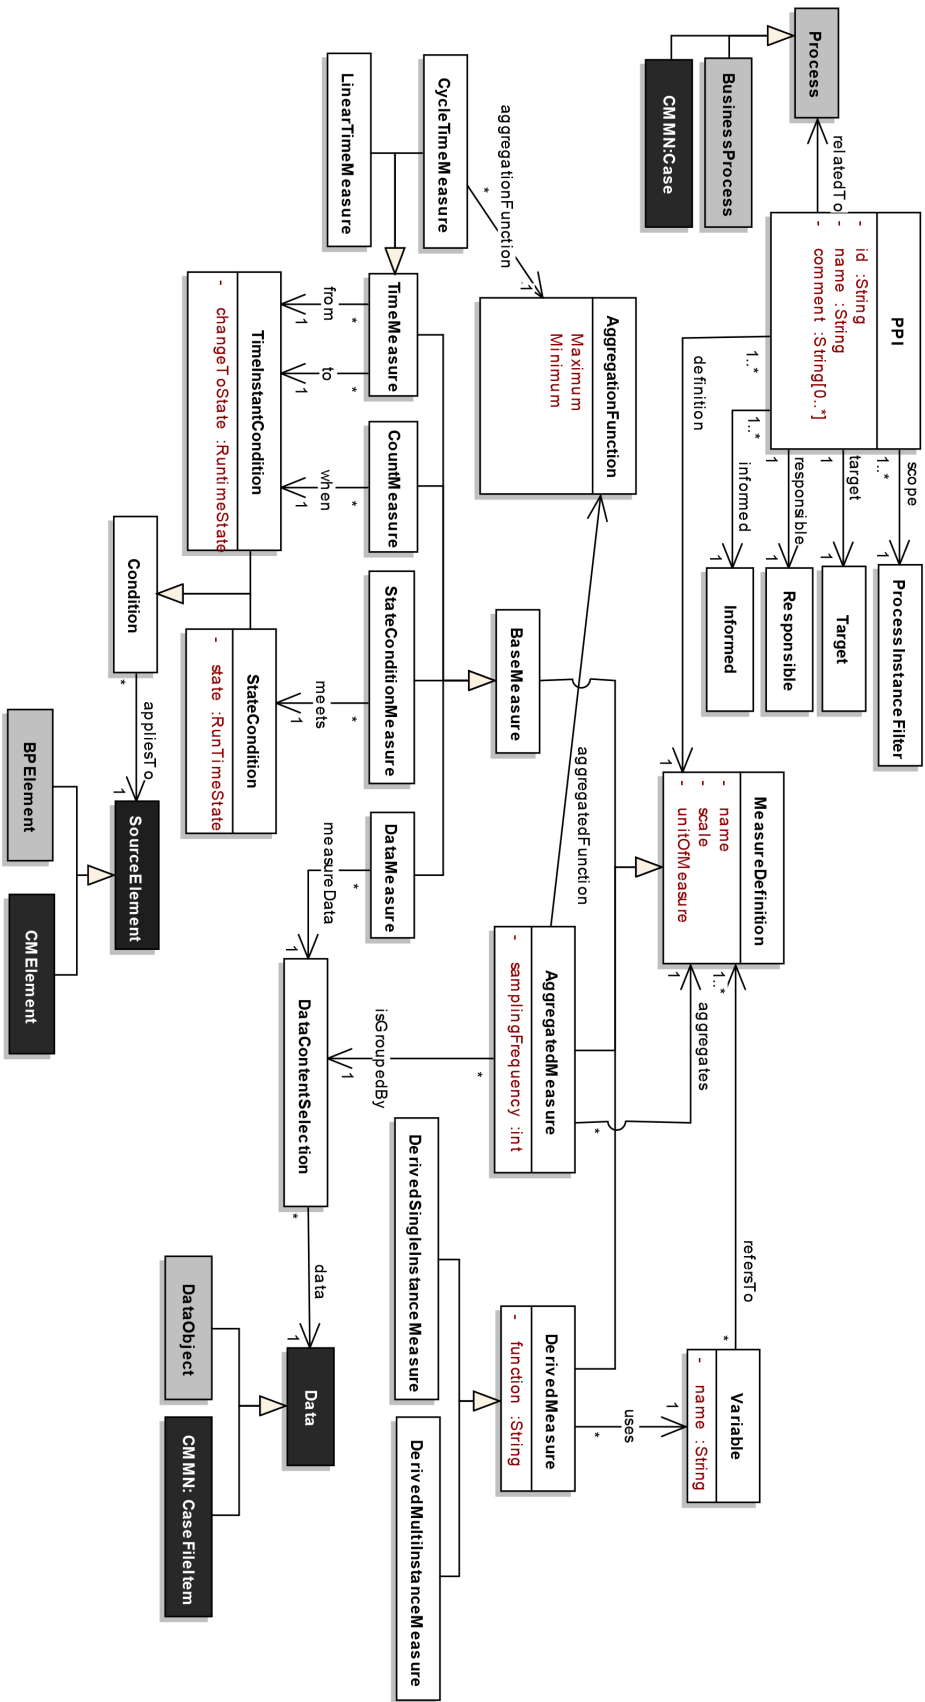 Process
BusinessProcess
CMMN:Case
relatedTo
PPI
- id :String
- name :String
- comment :String[0..*]
scope
1..*
1
target
1
1
responsible
1
1
informed
1..*
1
definition
1..*
1
ProcessInstanceFilter
Target
Responsible
Informed
MeasureDefinition
- name
- scale
- unitOfMeasure
refersTo
1..*
*
aggregates
1
*
Variable
- name :String
uses
1
*
AggregationFunction
Maximum
Minimum
aggregationFunction
*
1
aggregatedFunction
BaseMeasure
AggregatedMeasure
- samplingFrequency :int
DerivedMeasure
- function :String
CycleTimeMeasure
LinearTimeMeasure
TimeMeasure
CountMeasure
StateConditionMeasure
DataMeasure
DerivedSingleInstanceMeasure
DerivedMultiInstanceMeasure
from
*
1
to
*
1
when
*
1
meets
*
1
measureData
*
1
isGroupedBy
*
1
TimeInstantCondition
- changeToState :RuntimeState
StateCondition
- state :RunTimeState
DataContentSelection
data
*
1
Data
DataObject
CMMN: CaseFileItem
Condition
appliesTo
*
1
SourceElement
BPElement
CMElement